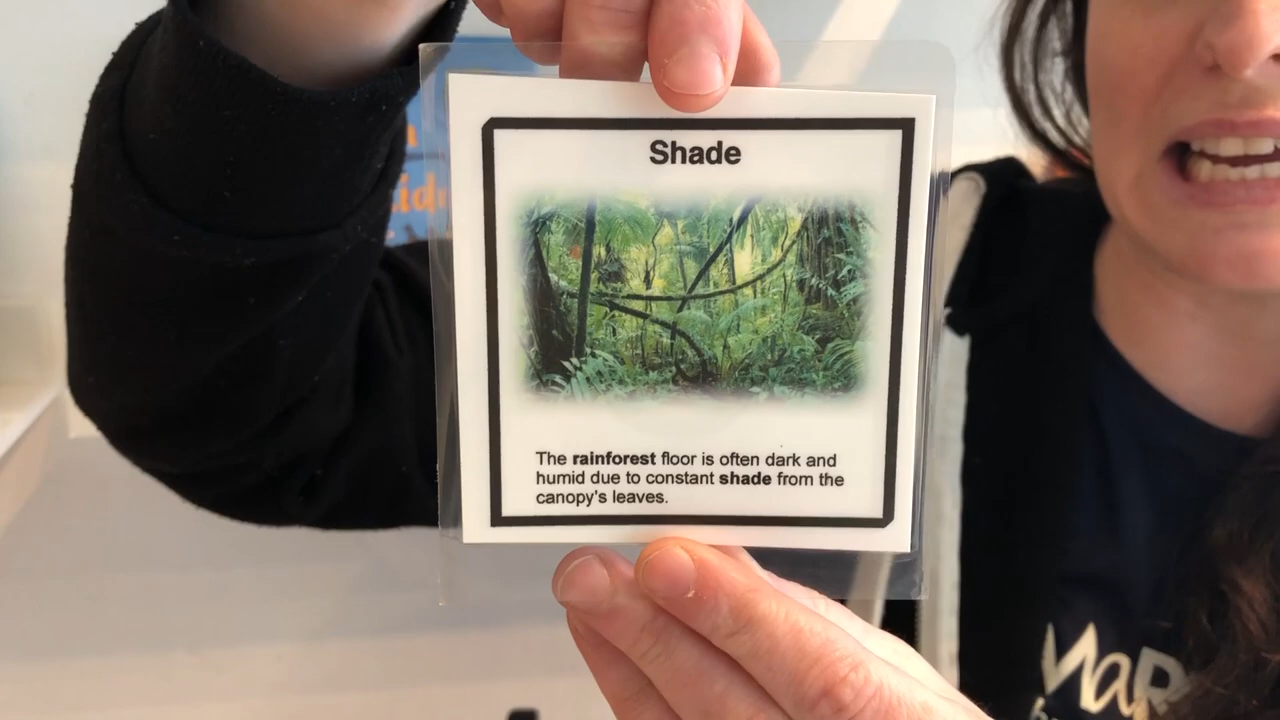 Shade
The rainforest floor is often dark and
humid due to constant shade from the
canopy's leaves.